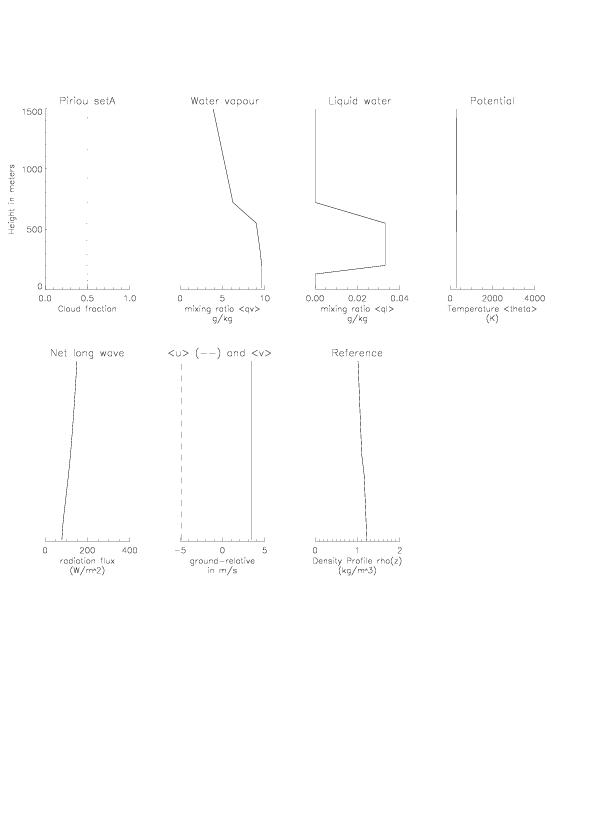 Piriou setA
Water vapour
Liquid water
Potential
1500
1000
500
0
Height in meters
0.0 0.5 1.0
Cloud fraction
0 5 10
mixing ratio <qv>
g/kg
0.00 0.02 0.04
mixing ratio <ql>
g/kg
0 2000 4000
Temperature <theta>
(K)
Net long wave
<u> (--) and <v>
Reference
0 200 400
radiation flux
(W/m^2)
-5 0 5
ground-relative
in m/s
0 1 2
Density Profile rho(z)
(kg/m^3)